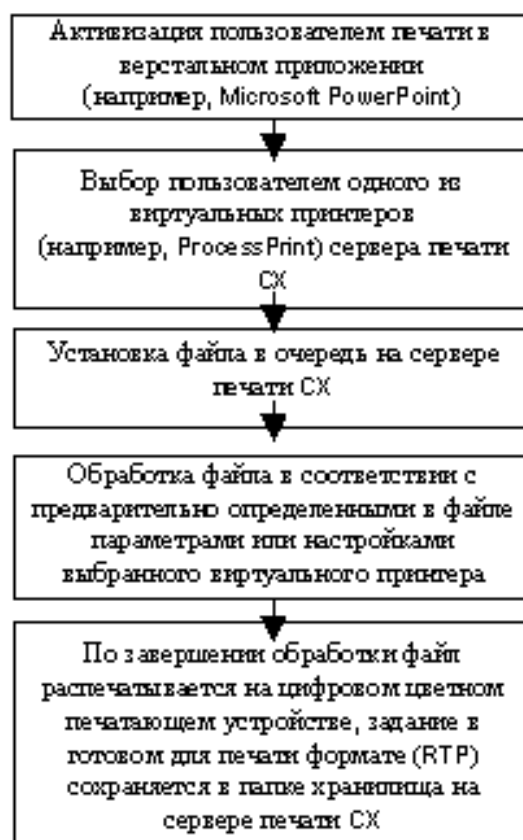 Активизация пользователем печати в
верстальном приложении
(например, Microsoft PowerPoint)
Выбор пользователем одного из
виртуальных принтеров
(например, ProcessPrint) сервера печати
CX
Установка файла в очередь на сервере
печати CX
Обработка файла в соответствии с
предварительно определенными в файле
параметрами или настройками
выбранного виртуального принтера
По завершении обработки файл
распечатывается на цифровом цветном
печатающем устройстве, задание в
готовом для печати формате (RTP)
сохраняется в папке хранилища на
сервере печати CX